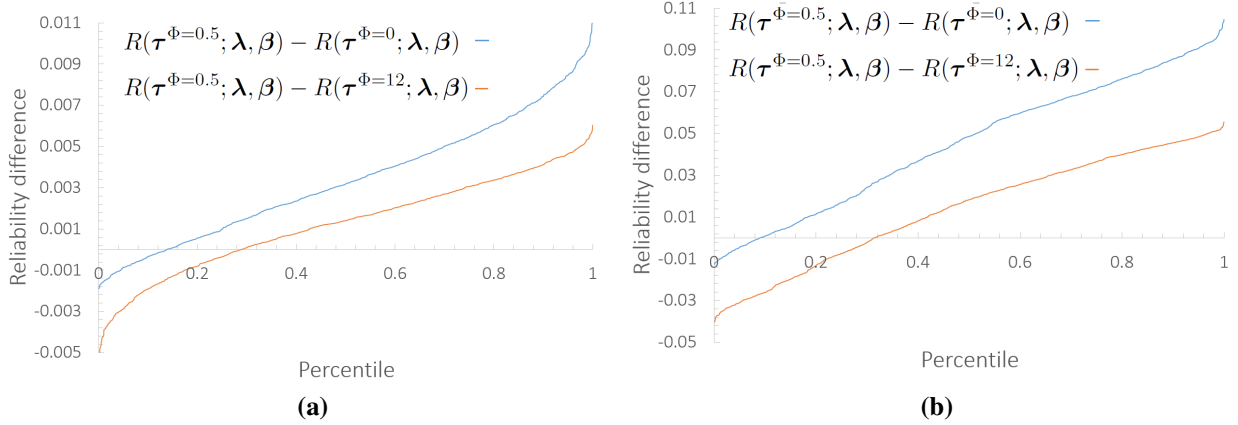 0.011
R(τ^Φ=0.5; λ, β) − R(τ^Φ=0; λ, β)
R(τ^Φ=0.5; λ, β) − R(τ^Φ=12; λ, β)
0.009
0.007
0.005
0.003
0.001
-0.001
-0.003
-0.005
Reliability difference
0 0.2 0.4 0.6 0.8 1
Percentile
(a)
0.11
R(τ^Φ=0.5; λ, β) − R(τ^Φ=0; λ, β)
R(τ^Φ=0.5; λ, β) − R(τ^Φ=12; λ, β)
0.09
0.07
0.05
0.03
0.01
-0.01
-0.03
-0.05
Reliability difference
0 0.2 0.4 0.6 0.8 1
Percentile
(b)